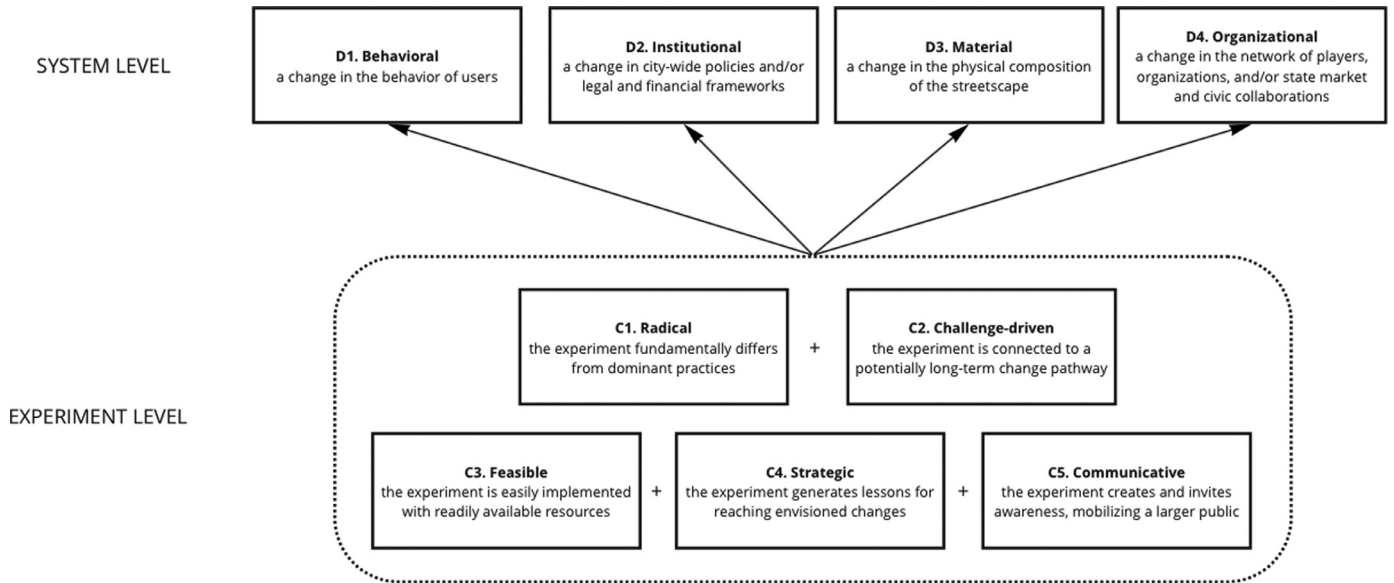 SYSTEM LEVEL
D1. Behavioral
a change in the behavior of users
D2. Institutional
a change in city-wide policies and/or
legal and financial frameworks
D3. Material
a change in the physical composition
of the streetscape
D4. Organizational
a change in the network of players,
organizations, and/or state market
and civic collaborations
EXPERIMENT LEVEL
C1. Radical
the experiment fundamentally differs
from dominant practices
+
C2. Challenge-driven
the experiment is connected to a
potentially long-term change pathway
C3. Feasible
the experiment is easily implemented
with readily available resources
+
C4. Strategic
the experiment generates lessons for
reaching envisioned changes
+
C5. Communicative
the experiment creates and invites
awareness, mobilizing a larger public